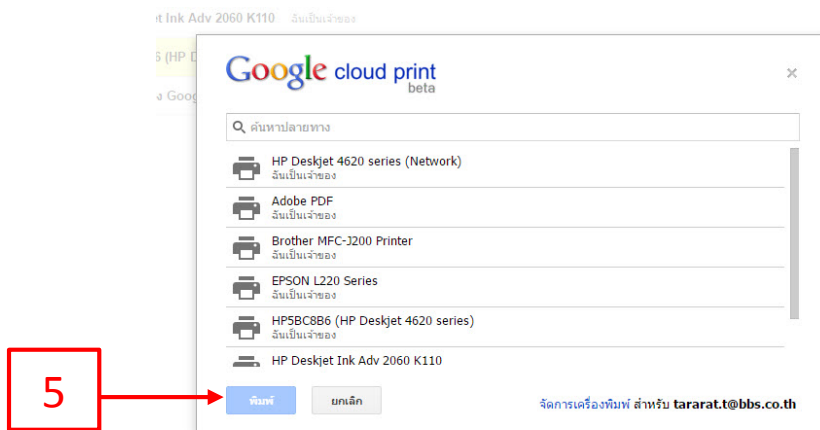 t Ink Adv 2060 K110 ฉันเป็นเจ้าของ
6 (HP D
Goog
Google cloud print
beta
×
ค้นหาปลายทาง
HP Deskjet 4620 series (Network)
ฉันเป็นเจ้าของ
Adobe PDF
ฉันเป็นเจ้าของ
Brother MFC-J200 Printer
ฉันเป็นเจ้าของ
EPSON L220 Series
ฉันเป็นเจ้าของ
HP5BC8B6 (HP Deskjet 4620 series)
ฉันเป็นเจ้าของ
HP Deskjet Ink Adv 2060 K110
5
พิมพ์ ยกเลิก
จัดการเครื่องพิมพ์ สำหรับ tararat.t@bbs.co.th